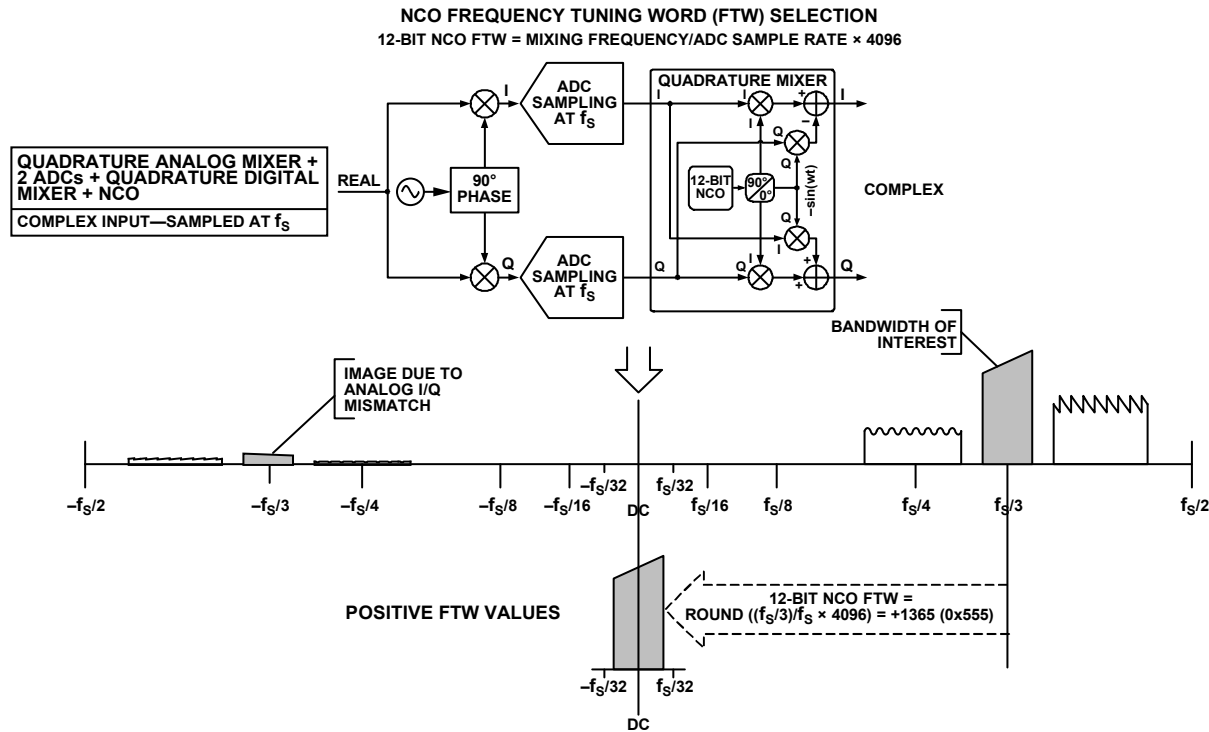 NCO FREQUENCY TUNING WORD (FTW) SELECTION
12-BIT NCO FTW = MIXING FREQUENCY/ADC SAMPLE RATE × 4096
QUADRATURE ANALOG MIXER +
2 ADCs + QUADRATURE DIGITAL
MIXER + NCO
COMPLEX INPUT—SAMPLED AT fS
REAL
90°
PHASE
I
ADC
SAMPLING
AT fS
Q
ADC
SAMPLING
AT fS
QUADRATURE MIXER
I
I
I
+
–
I
Q
Q
12-BIT
NCO
90°
0°
–sin(wt)
Q
I
Q
Q
I
+
+
Q
COMPLEX
BANDWIDTH OF
INTEREST
IMAGE DUE TO
ANALOG I/Q
MISMATCH
–fS/2
–fS/3
–fS/4
–fS/8
–fS/16
–fS/32
DC
fS/32
fS/16
fS/8
fS/4
fS/3
fS/2
POSITIVE FTW VALUES
12-BIT NCO FTW =
ROUND ((fS/3)/fS × 4096) = +1365 (0x555)
–fS/32
fS/32
DC